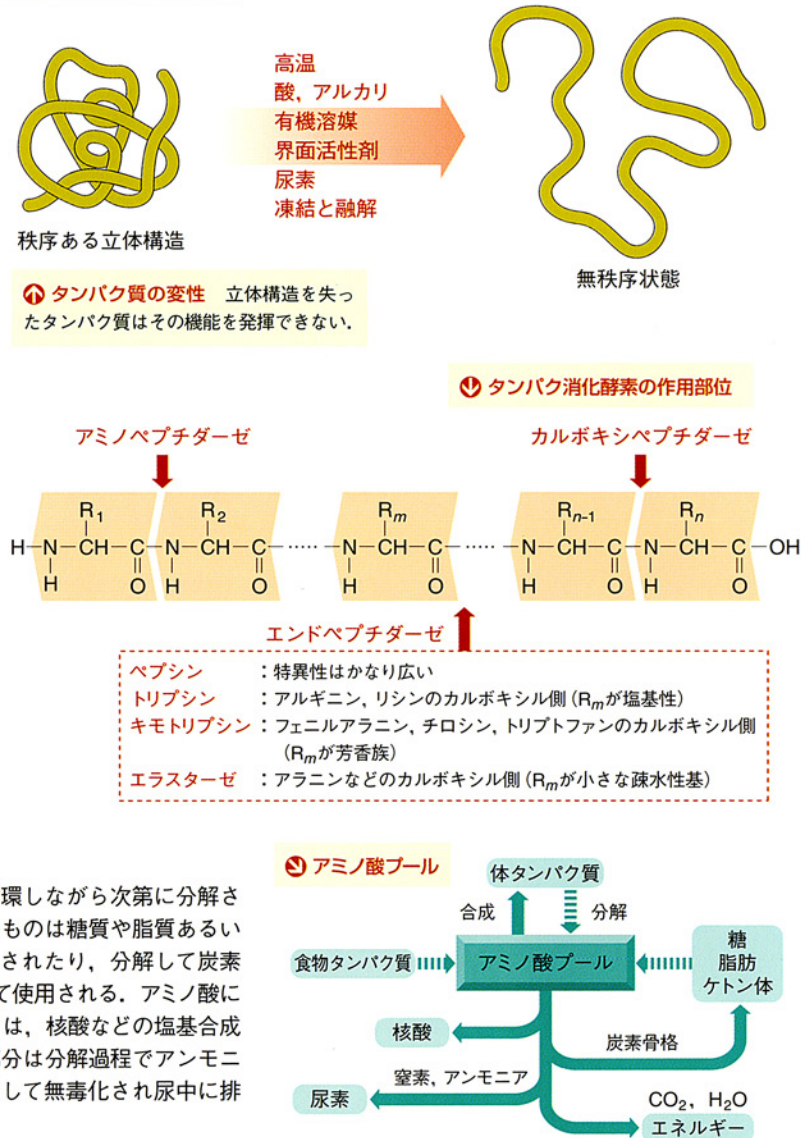 高温
酸，アルカリ
有機溶媒
界面活性剤
尿素
凍結と融解
秩序ある立体構造
無秩序状態
タンパク質の変性　立体構造を失っ
たタンパク質はその機能を発揮できない．
タンパク消化酵素の作用部位
アミノペプチダーゼ
カルボキシペプチダーゼ
R1 R2 Rm Rn-1 Rn
H—N—CH—C—N—CH—C—·····—N—CH—C—·····—N—CH—C—N—CH—C—OH
H O H O H O H O H O
エンドペプチダーゼ
ペプシン　：特異性はかなり広い
トリプシン　：アルギニン，リシンのカルボキシル側（Rmが塩基性）
キモトリプシン：フェニルアラニン，チロシン，トリプトファンのカルボキシル側
（Rmが芳香族）
エラスターゼ　：アラニンなどのカルボキシル側（Rmが小さな疎水性基）
環しながら次第に分解さ
ものは糖質や脂質あるい
されたり，分解して炭素
て使用される．アミノ酸に
は，核酸などの塩基合成
分は分解過程でアンモニ
して無毒化され尿中に排
アミノ酸プール
体タンパク質
合成
分解
食物タンパク質
アミノ酸プール
糖
脂肪
ケトン体
核酸
炭素骨格
窒素，アンモニア
尿素
CO2，H2O
エネルギー